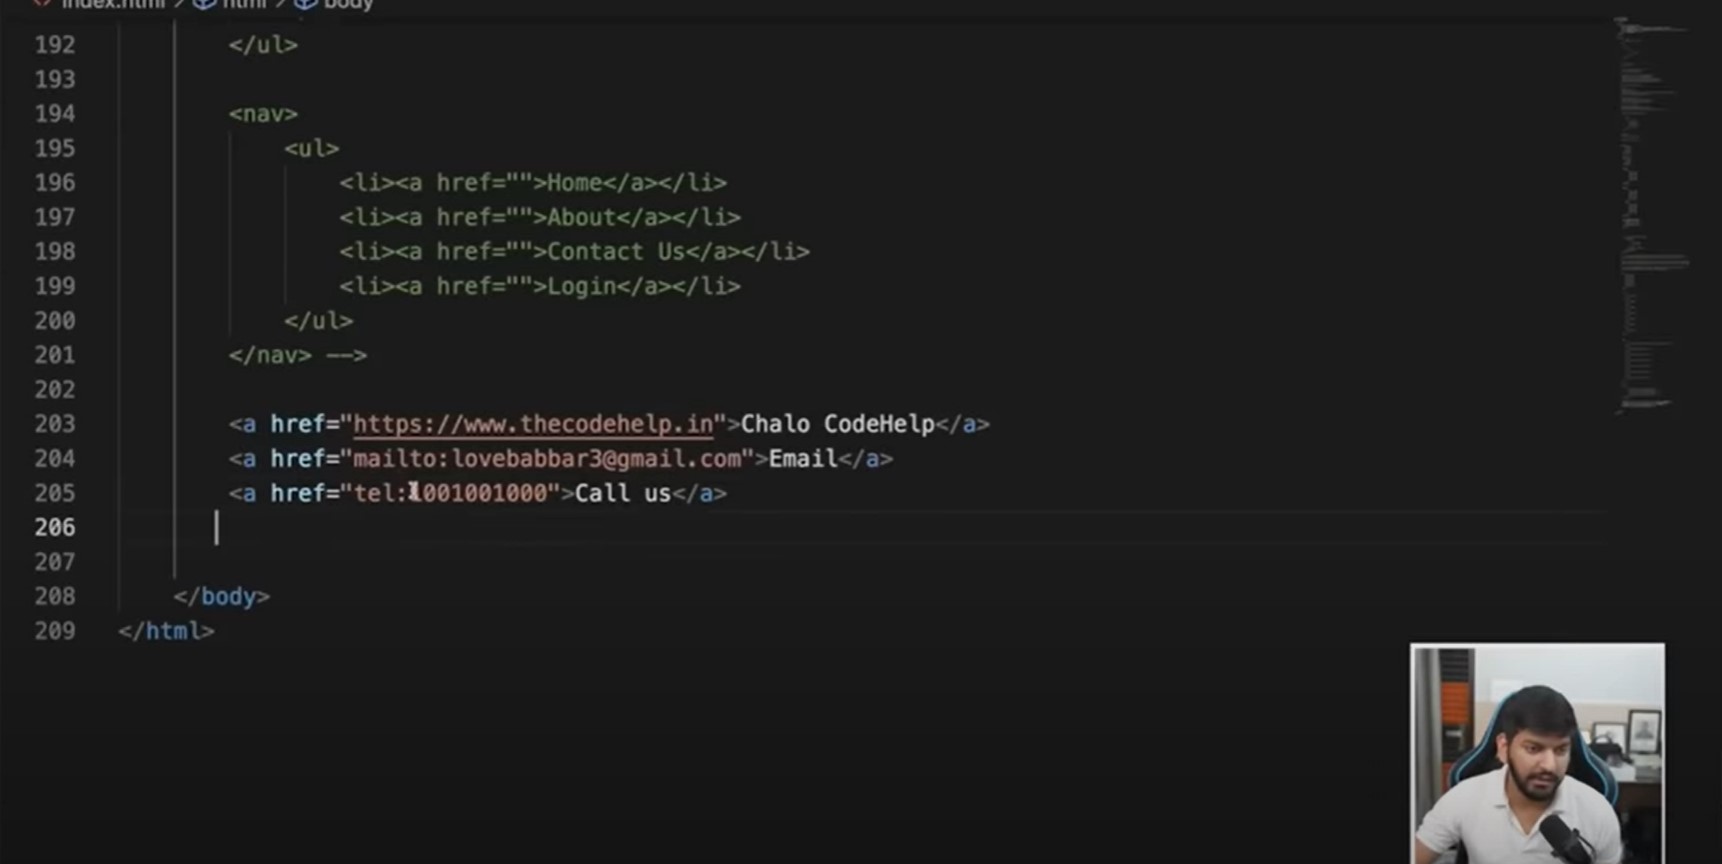 index.html > html > body
192 </ul>
193
194 <nav>
195 <ul>
196 <li><a href="">Home</a></li>
197 <li><a href="">About</a></li>
198 <li><a href="">Contact Us</a></li>
199 <li><a href="">Login</a></li>
200 </ul>
201 </nav> -->
202
203 <a href="https://www.thecodehelp.in">Chalo CodeHelp</a>
204 <a href="mailto:lovebabbar3@gmail.com">Email</a>
205 <a href="tel:1001001000">Call us</a>
206
207
208 </body>
209 </html>